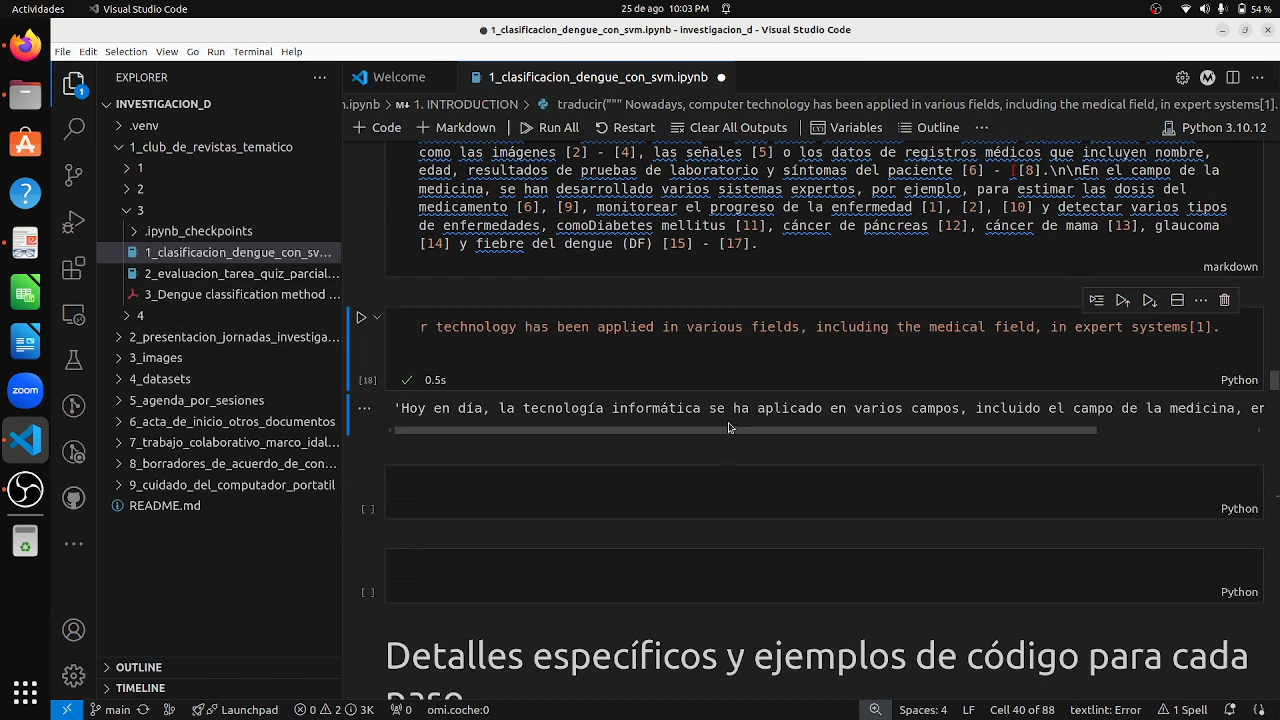 Actividades
Visual Studio Code
25 de ago 10:03 PM
54 %
1_clasificacion_dengue_con_svm.ipynb - investigacion_d - Visual Studio Code
File Edit Selection View Go Run Terminal Help
EXPLORER
INVESTIGACION_D
.venv
1_club_de_revistas_tematico
1
2
3
.ipynb_checkpoints
1_clasificacion_dengue_con_sv...
2_evaluacion_tarea_quiz_parcial...
3_Dengue classification method ...
4
2_presentacion_jornadas_investiga...
3_images
4_datasets
5_agenda_por_sesiones
6_acta_de_inicio_otros_documentos
7_trabajo_colaborativo_marco_idal...
8_borradores_de_acuerdo_de_con...
9_cuidado_del_computador_portatil
README.md
OUTLINE
TIMELINE
1
zoom
Welcome
1_clasificacion_dengue_con_svm.ipynb
m.ipynb > 1. INTRODUCTION > traducir(""" Nowadays, computer technology has been applied in various fields, including the medical field, in expert systems[1].
+ Code + Markdown Run All Restart Clear All Outputs Variables Outline ... Python 3.10.12
como las imágenes [2] - [4], las señales [5] o los datos de registros médicos que incluyen nombre,
edad, resultados de pruebas de laboratorio y síntomas del paciente [6] - [[8].\n\nEn el campo de la
medicina, se han desarrollado varios sistemas expertos, por ejemplo, para estimar las dosis del
medicamento [6], [9], monitorear el progreso de la enfermedad [1], [2], [10] y detectar varios tipos
de enfermedades, comoDiabetes mellitus [11], cáncer de páncreas [12], cáncer de mama [13], glaucoma
[14] y fiebre del dengue (DF) [15] - [17].
markdown
r technology has been applied in various fields, including the medical field, in expert systems[1].
[18]
0.5s
Python
'Hoy en día, la tecnología informática se ha aplicado en varios campos, incluido el campo de la medicina, en
[ ]
Python
[ ]
Python
Detalles específicos y ejemplos de código para cada
paso
main
Launchpad
0 2 3K
0
omi.coche:0
Spaces: 4
LF
Cell 40 of 88
textlint: Error
1 Spell